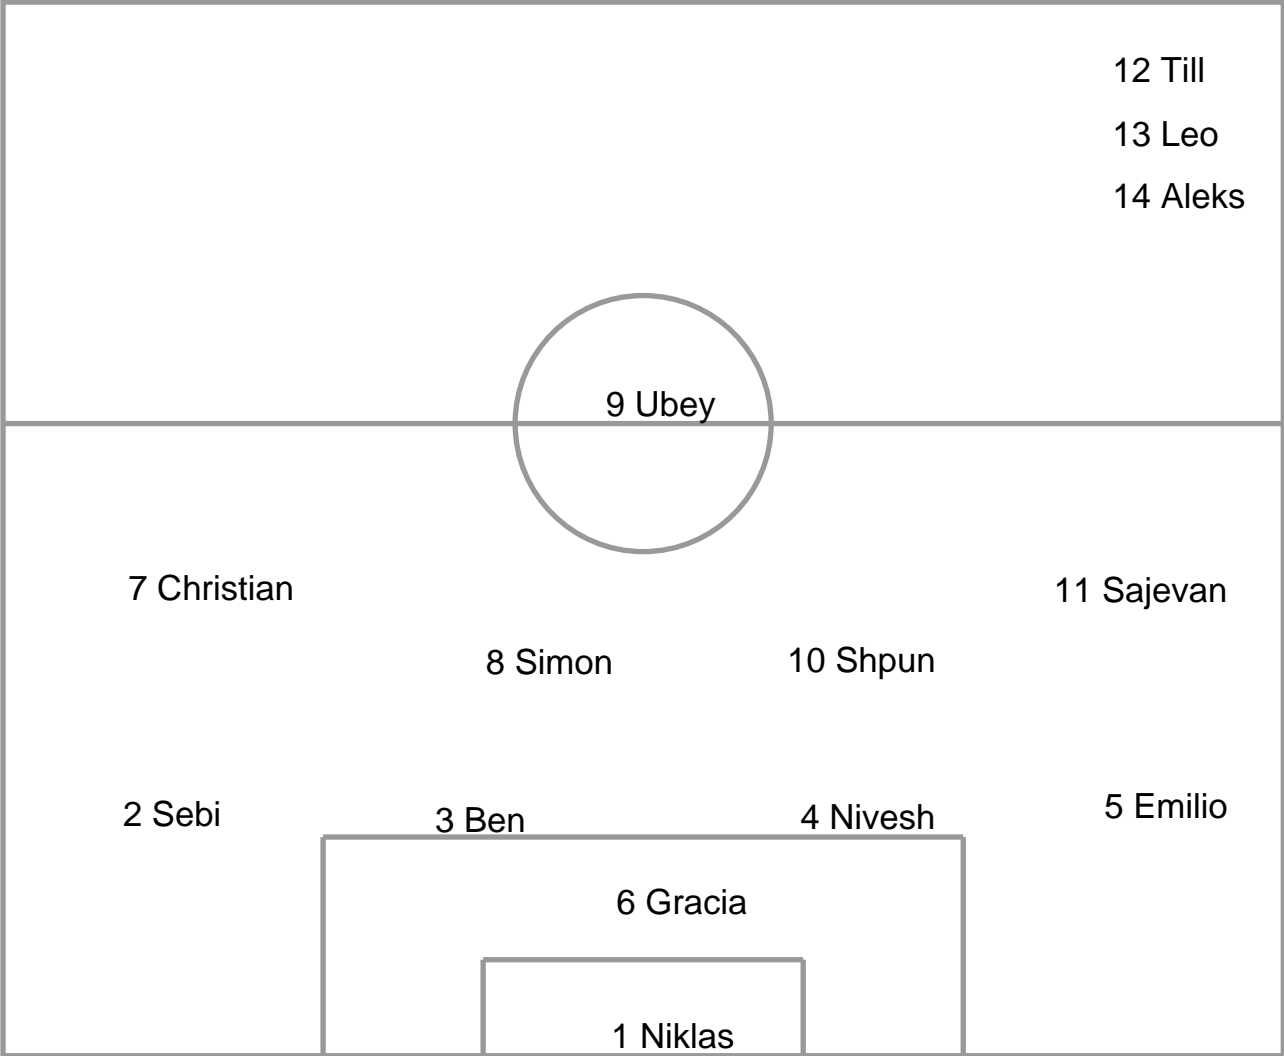 12 Till
13 Leo
14 Aleks
9 Ubey
7 Christian
11 Sajevan
8 Simon
10 Shpun
2 Sebi
3 Ben
4 Nivesh
5 Emilio
6 Gracia
1 Niklas